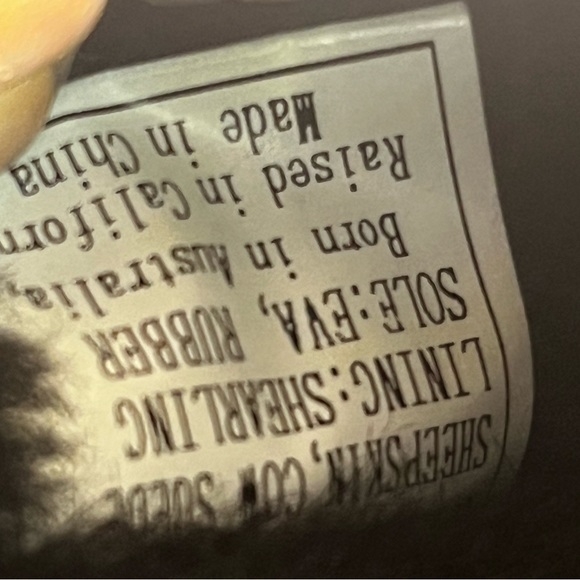 SHEEPSKIN, COW SUEDE
LINING:SHEARLING
SOLE:EVA, RUBBER
Born in Australia,
Raised in Californ
Made in China